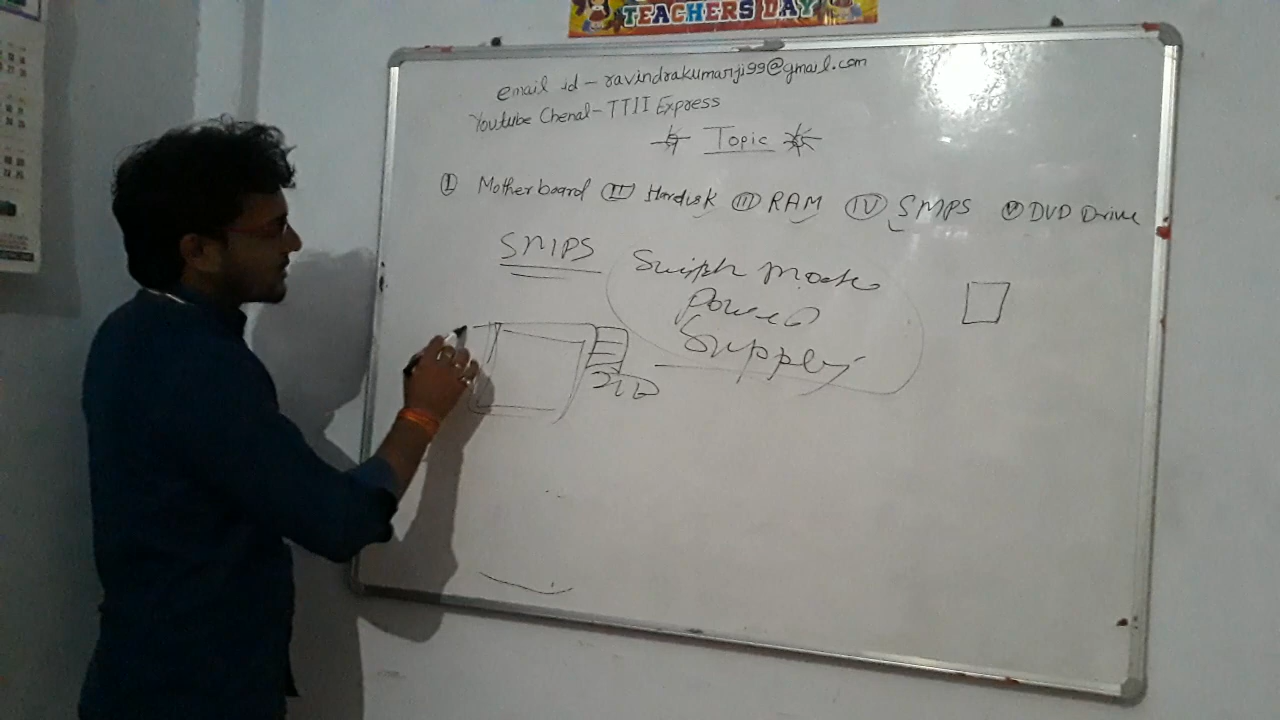 TEACHERS DAY
email id - ravindrakumarji99@gmail.com
Youtube Chenal - TTII Express
Topic
I Motherboard II Hardisk III RAM IV SMPS V DVD Drive
SMPS Swiph Mode
Power
Supply